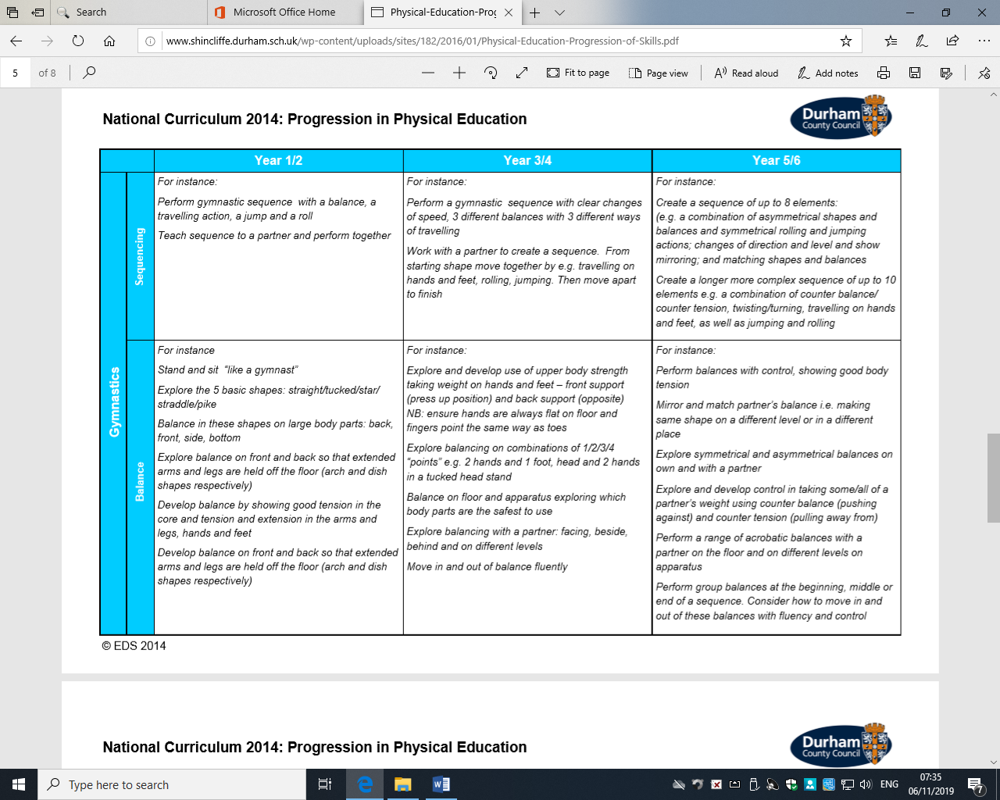 Search
Microsoft Office Home
Physical-Education-Prog
www.shincliffe.durham.sch.uk/wp-content/uploads/sites/182/2016/01/Physical-Education-Progression-of-Skills.pdf
5 of 8
Fit to page
Page view
Read aloud
Add notes
National Curriculum 2014: Progression in Physical Education
Durham
County Council
Year 1/2
Year 3/4
Year 5/6
Gymnastics
Sequencing
For instance:
Perform gymnastic sequence with a balance, a
travelling action, a jump and a roll
Teach sequence to a partner and perform together
For instance:
Perform a gymnastic sequence with clear changes
of speed, 3 different balances with 3 different ways
of travelling
Work with a partner to create a sequence. From
starting shape move together by e.g. travelling on
hands and feet, rolling, jumping. Then move apart
to finish
For instance:
Create a sequence of up to 8 elements:
(e.g. a combination of asymmetrical shapes and
balances and symmetrical rolling and jumping
actions; changes of direction and level and show
mirroring; and matching shapes and balances
Create a longer more complex sequence of up to 10
elements e.g. a combination of counter balance/
counter tension, twisting/turning, travelling on hands
and feet, as well as jumping and rolling
Balance
For instance
Stand and sit “like a gymnast”
Explore the 5 basic shapes: straight/tucked/star/
straddle/pike
Balance in these shapes on large body parts: back,
front, side, bottom
Explore balance on front and back so that extended
arms and legs are held off the floor (arch and dish
shapes respectively)
Develop balance by showing good tension in the
core and tension and extension in the arms and
legs, hands and feet
Develop balance on front and back so that extended
arms and legs are held off the floor (arch and dish
shapes respectively)
For instance:
Explore and develop use of upper body strength
taking weight on hands and feet – front support
(press up position) and back support (opposite)
NB: ensure hands are always flat on floor and
fingers point the same way as toes
Explore balancing on combinations of 1/2/3/4
“points” e.g. 2 hands and 1 foot, head and 2 hands
in a tucked head stand
Balance on floor and apparatus exploring which
body parts are the safest to use
Explore balancing with a partner: facing, beside,
behind and on different levels
Move in and out of balance fluently
For instance:
Perform balances with control, showing good body
tension
Mirror and match partner’s balance i.e. making
same shape on a different level or in a different
place
Explore symmetrical and asymmetrical balances on
own and with a partner
Explore and develop control in taking some/all of a
partner’s weight using counter balance (pushing
against) and counter tension (pulling away from)
Perform a range of acrobatic balances with a
partner on the floor and on different levels on
apparatus
Perform group balances at the beginning, middle or
end of a sequence. Consider how to move in and
out of these balances with fluency and control
© EDS 2014
National Curriculum 2014: Progression in Physical Education
Durham
County Council
Type here to search
ENG
07:35
06/11/2019
7